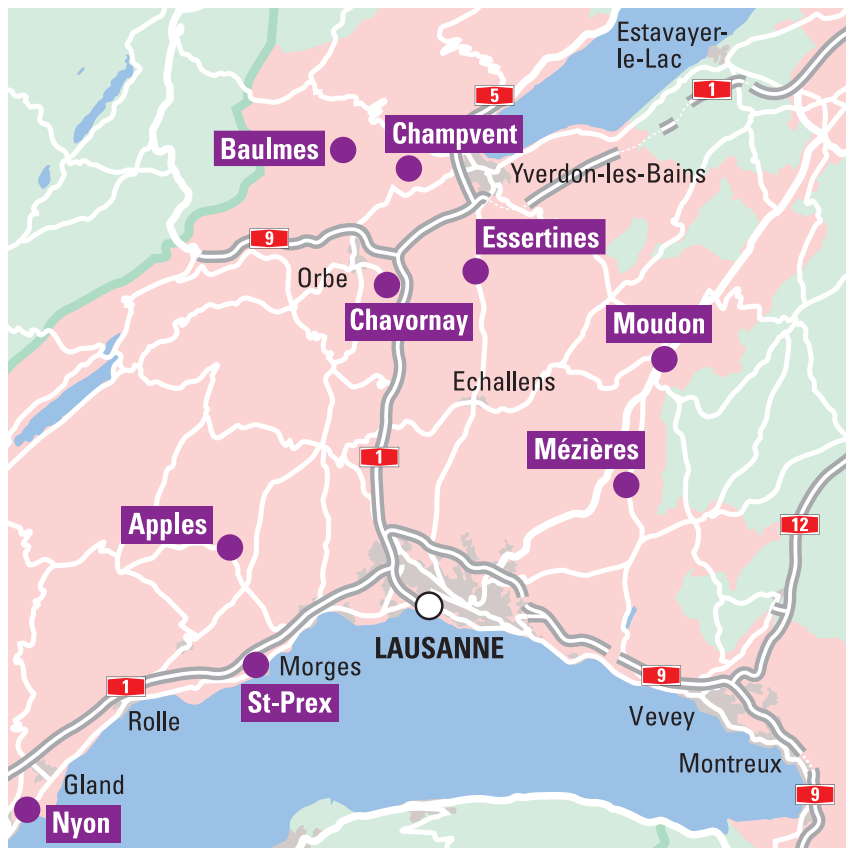 Estavayer-
le-Lac
5
1
Champvent
Baulmes
Yverdon-les-Bains
9
Essertines
Orbe
Chavornay
Moudon
Echallens
Mézières
1
Apples
12
LAUSANNE
Morges
1
St-Prex
9
Rolle
Vevey
Montreux
Gland
9
Nyon